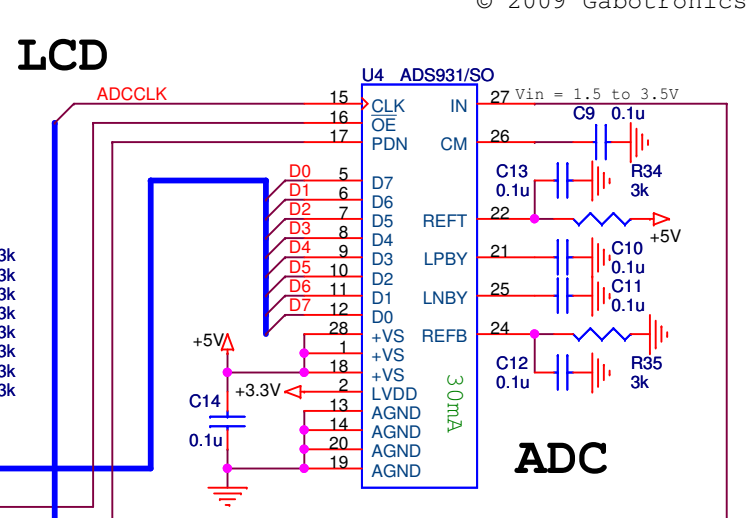 © 2009 Gabotronics
LCD
U4 ADS931/SO
ADCCLK
15 CLK IN 27 Vin = 1.5 to 3.5V
16 OE C9 0.1u
17 PDN CM 26
D0 5 D7 C13 0.1u R34 3k
D1 6 D6
D2 7 D5 REFT 22 +5V
D3 8 D4
D4 9 D3 LPBY 21 C10 0.1u
D5 10 D2
D6 11 D1 LNBY 25 C11 0.1u
D7 12 D0
28 +VS REFB 24
+5V 1 +VS
18 +VS C12 0.1u R35 3k
+3.3V 2 LVDD 30mA
C14 0.1u 13 AGND
14 AGND
20 AGND
19 AGND
ADC
3k
3k
3k
3k
3k
3k
3k
3k